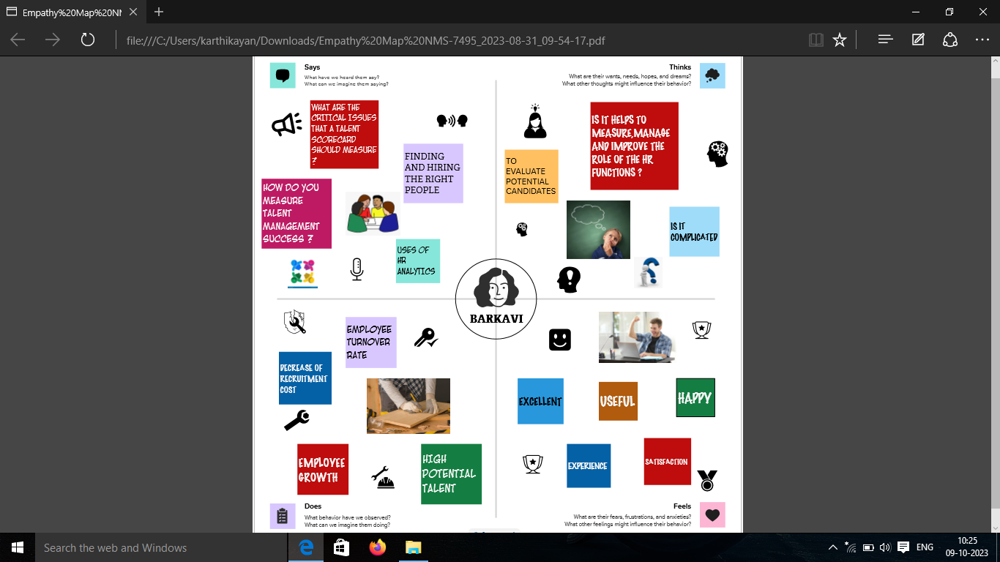 Empathy%20Map%20NM
file:///C:/Users/karthikayan/Downloads/Empathy%20Map%20NMS-7495_2023-08-31_09-54-17.pdf
Says
What have we heard them say?
What can we imagine them saying?
Thinks
What are their wants, needs, hopes, and dreams?
What other thoughts might influence their behavior?
WHAT ARE THE
CRITICAL ISSUES
THAT A TALENT
SCORECARD
SHOULD MEASURE
?
FINDING
AND HIRING
THE RIGHT
PEOPLE
HOW DO YOU
MEASURE
TALENT
MANAGEMENT
SUCCESS ?
USES OF
HR
ANALYTICS
TO
EVALUATE
POTENTIAL
CANDIDATES
IS IT HELPS TO
MEASURE,MANAGE
AND IMPROVE THE
ROLE OF THE HR
FUNCTIONS ?
IS IT
COMPLICATED
BARKAVI
EMPLOYEE
TURNOVER
RATE
DECREASE OF
RECRUITMENT
COST
EMPLOYEE
GROWTH
HIGH
POTENTIAL
TALENT
EXCELLENT
USEFUL
HAPPY
EXPERIENCE
SATISFACTION
Does
What behavior have we observed?
What can we imagine them doing?
Feels
What are their fears, frustrations, and anxieties?
What other feelings might influence their behavior?
Search the web and Windows
ENG
10:25
09-10-2023